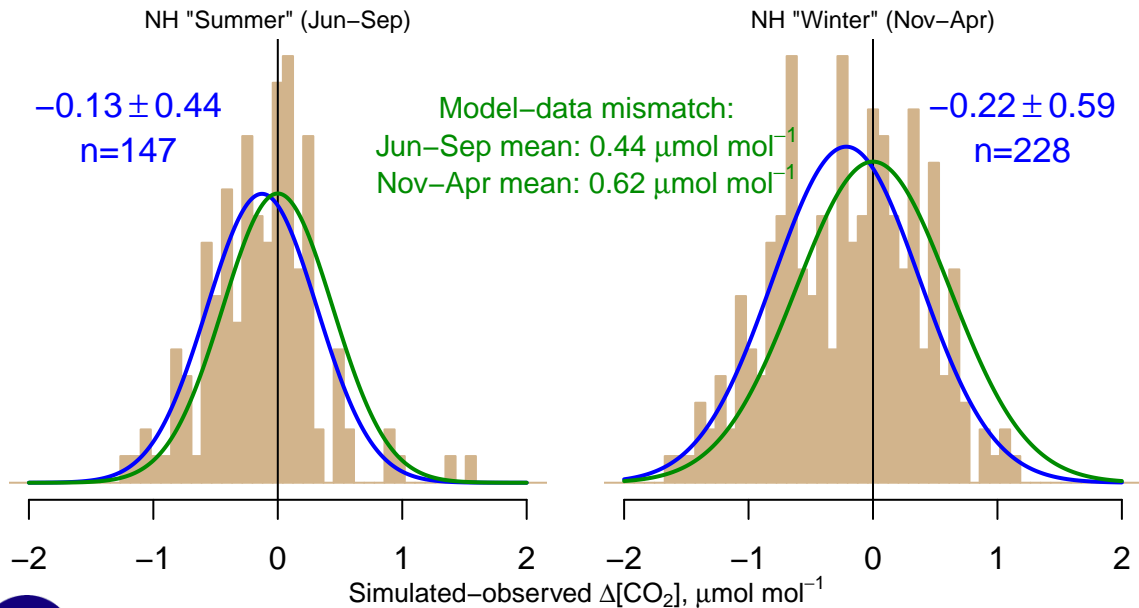 NH "Summer" (Jun−Sep)
NH "Winter" (Nov−Apr)
−0.13 ± 0.44
n=147
Model−data mismatch:
Jun−Sep mean: 0.44 μmol mol⁻¹
Nov−Apr mean: 0.62 μmol mol⁻¹
−0.22 ± 0.59
n=228
−2 −1 0 1 2
−2 −1 0 1 2
Simulated−observed Δ[CO₂], μmol mol⁻¹